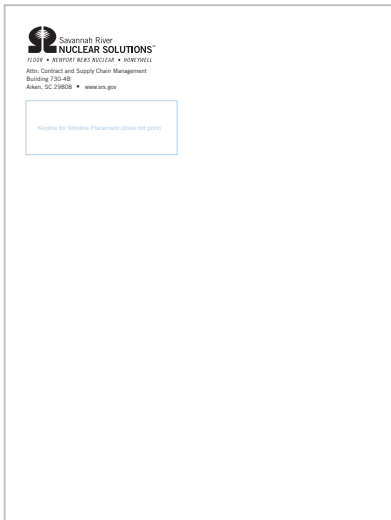 Savannah River
NUCLEAR SOLUTIONS℠
FLUOR • NEWPORT NEWS NUCLEAR • HONEYWELL
Attn: Contract and Supply Chain Management
Building 730-4B
Aiken, SC 29808 ■ www.srs.gov
Keyline for Window Placement (does not print)